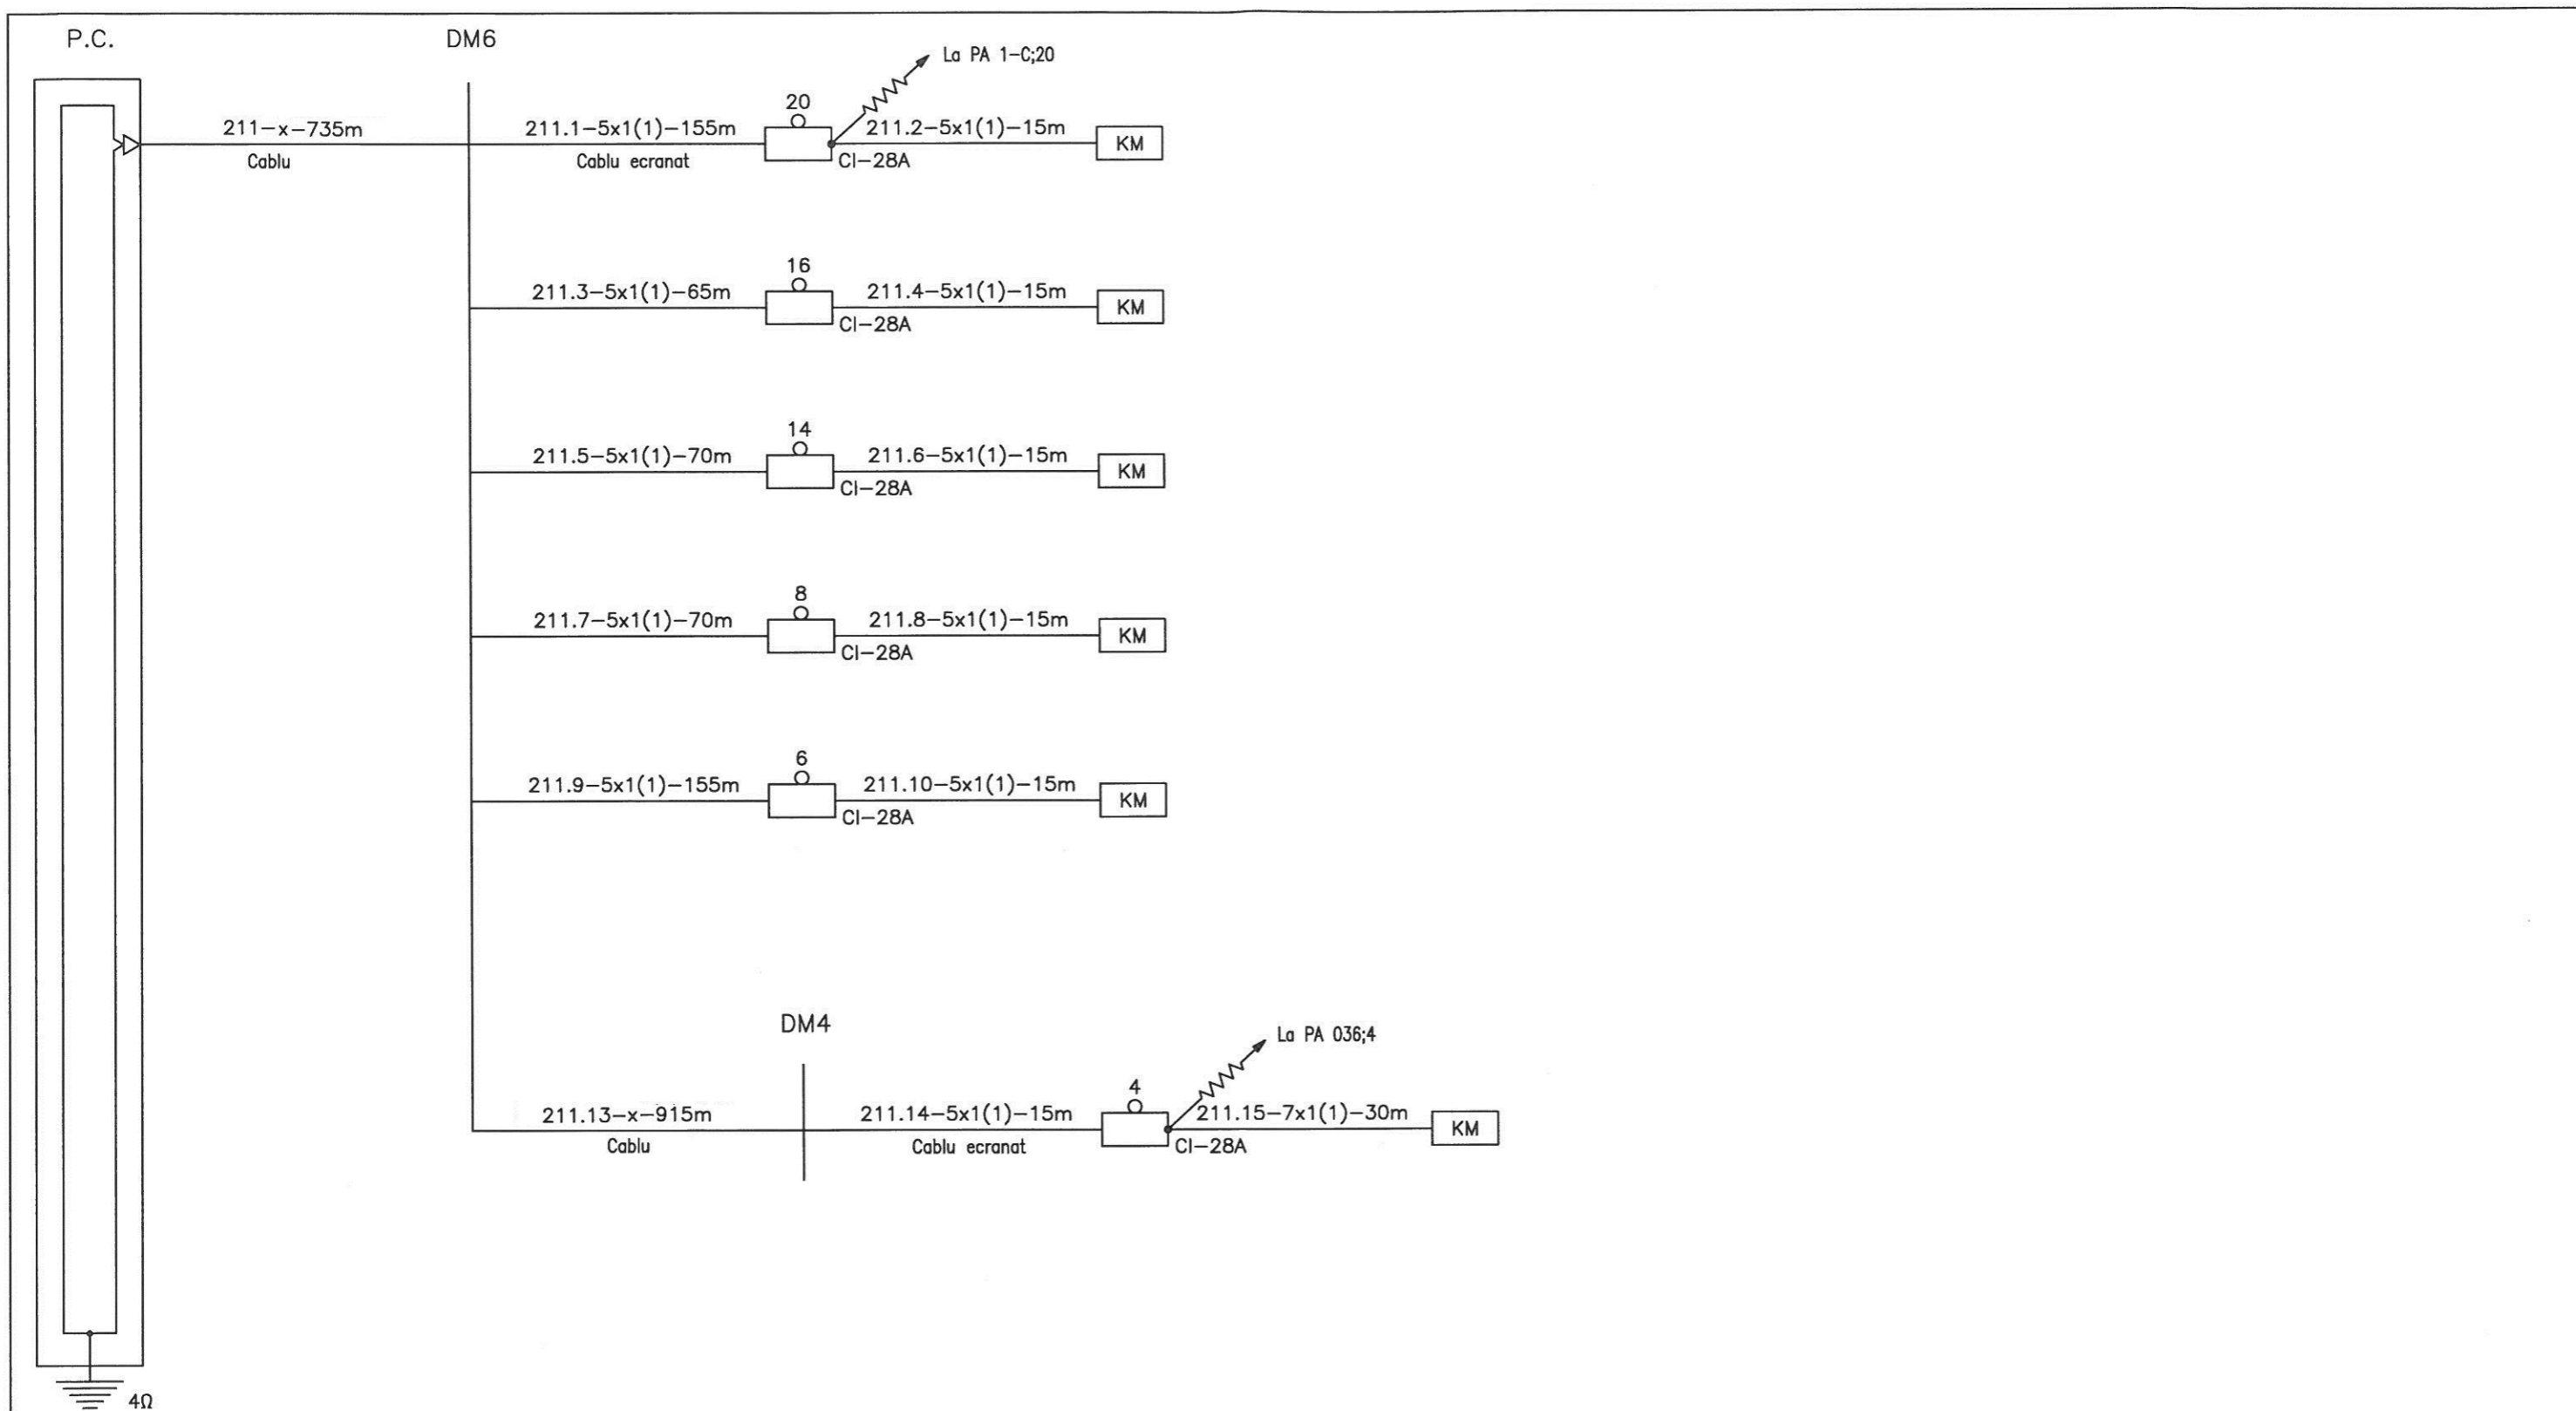 P.C.
DM6
La PA 1-C;20
20
211-x-735m
211.1-5x1(1)-155m
211.2-5x1(1)-15m
KM
Cablu
Cablu ecranat
CI-28A
16
211.3-5x1(1)-65m
211.4-5x1(1)-15m
KM
CI-28A
14
211.5-5x1(1)-70m
211.6-5x1(1)-15m
KM
CI-28A
8
211.7-5x1(1)-70m
211.8-5x1(1)-15m
KM
CI-28A
6
211.9-5x1(1)-155m
211.10-5x1(1)-15m
KM
CI-28A
DM4
La PA 036;4
4
211.13-x-915m
211.14-5x1(1)-15m
211.15-7x1(1)-30m
KM
Cablu
Cablu ecranat
CI-28A
4Ω